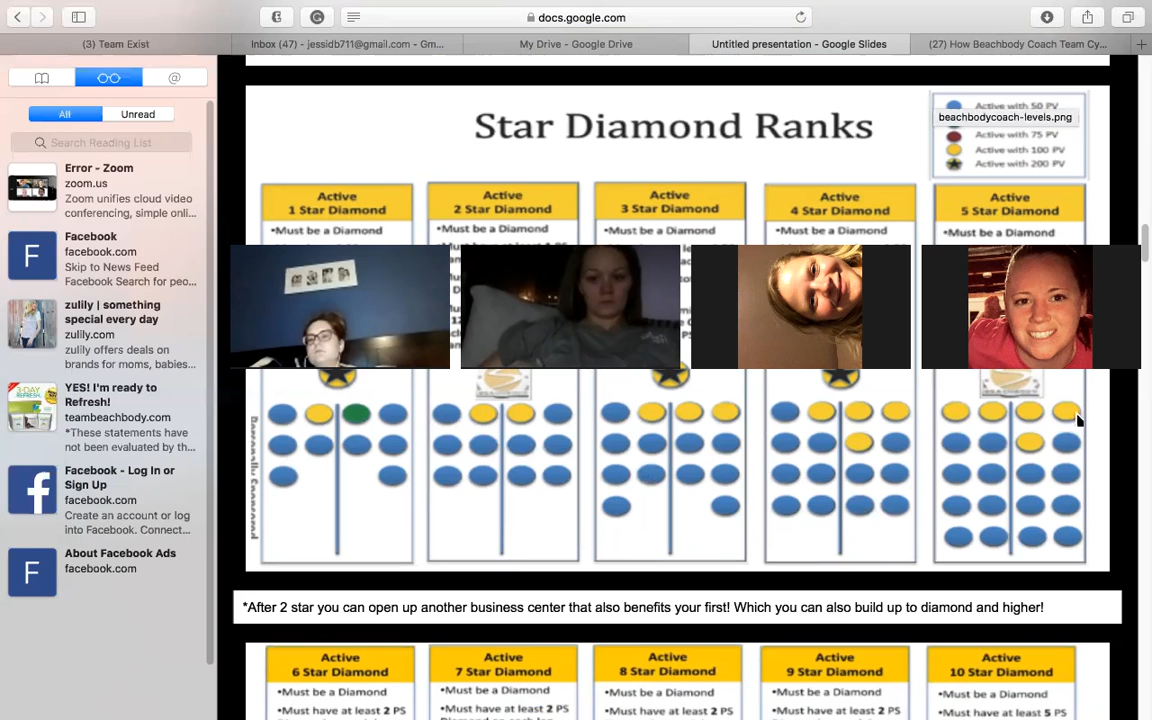 docs.google.com
(3) Team Exist
Inbox (47) - jessidb711@gmail.com - Gm...
My Drive - Google Drive
Untitled presentation - Google Slides
(27) How Beachbody Coach Team Cy...
All
Unread
Search Reading List
Error - Zoom
zoom.us
Zoom unifies cloud video
conferencing, simple onli...
Facebook
facebook.com
Skip to News Feed
Facebook Search for peo...
zulily | something
special every day
zulily.com
zulily offers deals on
brands for moms, babies...
YES! I'm ready to
Refresh!
teambeachbody.com
*These statements have
not been evaluated by th...
Facebook - Log In or
Sign Up
facebook.com
Create an account or log
into Facebook. Connect...
About Facebook Ads
facebook.com
Star Diamond Ranks
Active with 50 PV
beachbodycoach-levels.png
Active with 75 PV
Active with 100 PV
Active with 200 PV
Active
1 Star Diamond
•Must be a Diamond
Active
2 Star Diamond
•Must be a Diamond
Active
3 Star Diamond
•Must be a Diamond
Active
4 Star Diamond
•Must be a Diamond
Active
5 Star Diamond
•Must be a Diamond
Personally Sponsored
*After 2 star you can open up another business center that also benefits your first! Which you can also build up to diamond and higher!
Active
6 Star Diamond
•Must be a Diamond
•Must have at least 2 PS
Active
7 Star Diamond
•Must be a Diamond
•Must have at least 2 PS
Active
8 Star Diamond
•Must be a Diamond
•Must have at least 2 PS
Active
9 Star Diamond
•Must be a Diamond
•Must have at least 2 PS
Active
10 Star Diamond
•Must be a Diamond
•Must have at least 5 PS